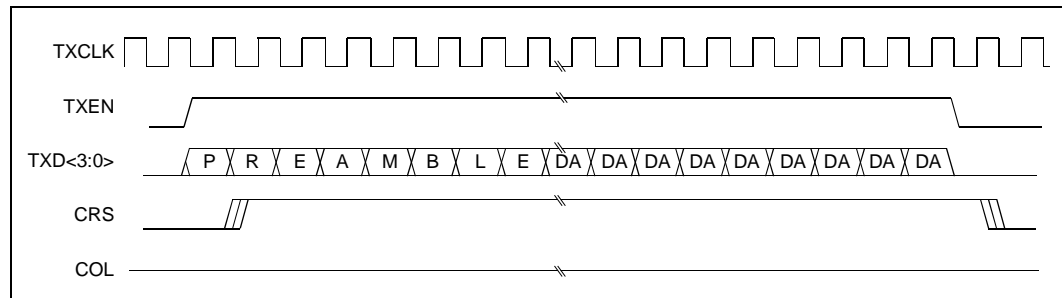 TXCLK
TXEN
TXD<3:0> P R E A M B L E DA DA DA DA DA DA DA DA DA
CRS
COL